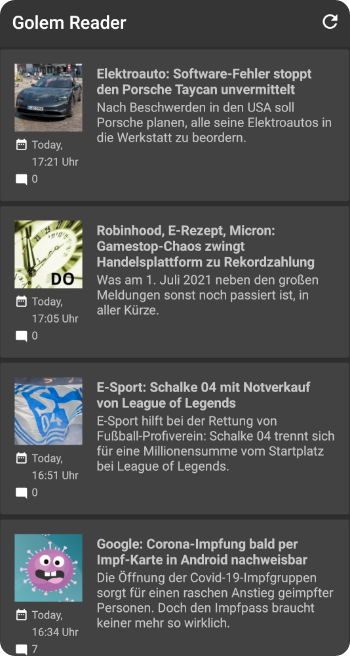 Golem Reader
Elektroauto: Software-Fehler stoppt
den Porsche Taycan unvermittelt
Nach Beschwerden in den USA soll
Porsche planen, alle seine Elektroautos in
die Werkstatt zu beordern.
Today,
17:21 Uhr
0
Robinhood, E-Rezept, Micron:
Gamestop-Chaos zwingt
Handelsplattform zu Rekordzahlung
Was am 1. Juli 2021 neben den großen
Meldungen sonst noch passiert ist, in
aller Kürze.
DO
Today,
17:05 Uhr
0
E-Sport: Schalke 04 mit Notverkauf
von League of Legends
E-Sport hilft bei der Rettung von
Fußball-Profiverein: Schalke 04 trennt sich
für eine Millionensumme vom Startplatz
bei League of Legends.
Today,
16:51 Uhr
0
Google: Corona-Impfung bald per
Impf-Karte in Android nachweisbar
Die Öffnung der Covid-19-Impfgruppen
sorgt für einen raschen Anstieg geimpfter
Personen. Doch den Impfpass braucht
keiner mehr so wirklich.
Today,
16:34 Uhr
7